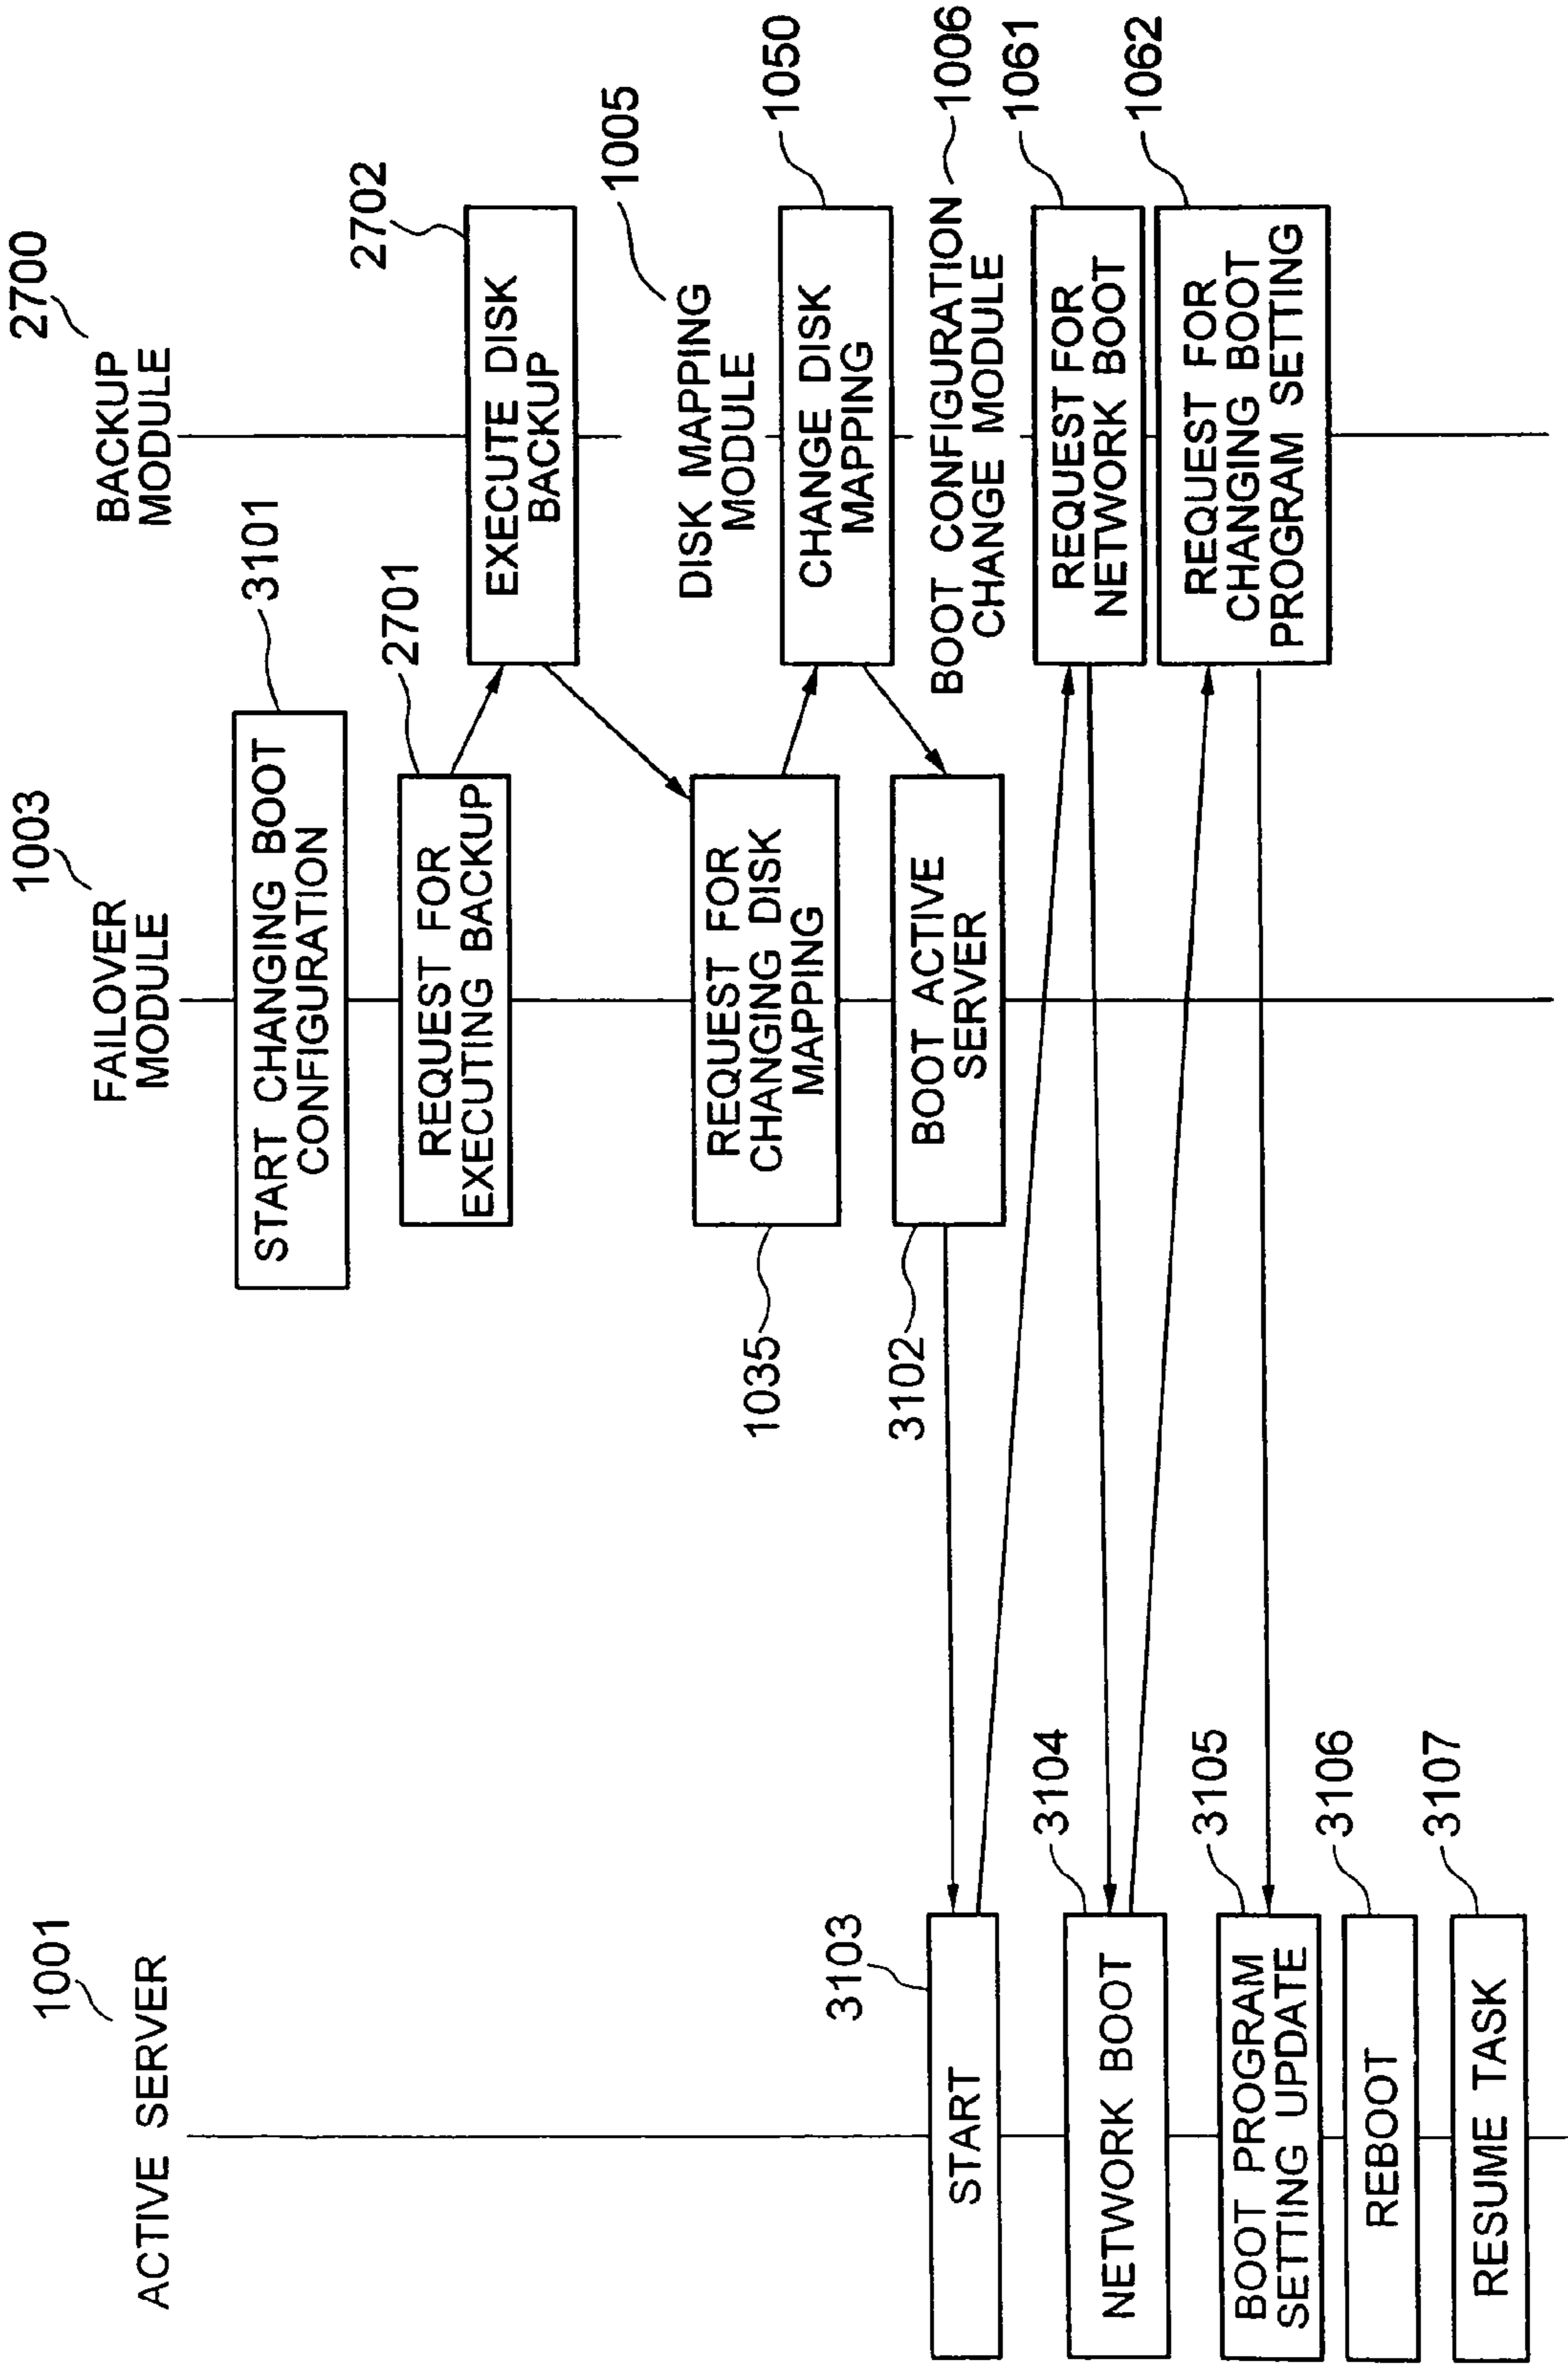 1001
ACTIVE SERVER
1003
FAILOVER
MODULE
2700
BACKUP
MODULE
START CHANGING BOOT
CONFIGURATION
3101
REQUEST FOR
EXECUTING BACKUP
2701
EXECUTE DISK
BACKUP
2702
1005
DISK MAPPING
MODULE
REQUEST FOR
CHANGING DISK
MAPPING
1035
CHANGE DISK
MAPPING
1050
BOOT ACTIVE
SERVER
3102
START
3103
BOOT CONFIGURATION
CHANGE MODULE
1006
REQUEST FOR
NETWORK BOOT
1061
NETWORK BOOT
3104
REQUEST FOR
CHANGING BOOT
PROGRAM SETTING
1062
BOOT PROGRAM
SETTING UPDATE
3105
REBOOT
3106
RESUME TASK
3107